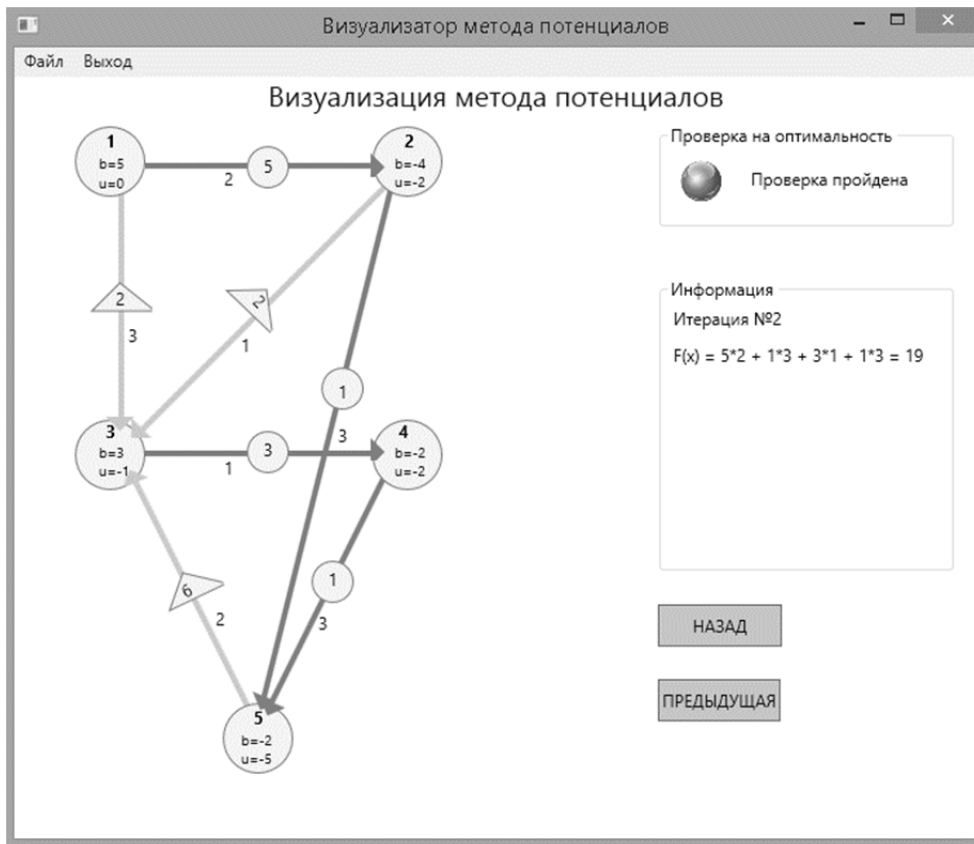 Визуализатор метода потенциалов
Файл Выход
Визуализация метода потенциалов
1
b=5
u=0
5
2
2
b=-4
u=-2
2
3
2
1
1
3
3
b=3
u=-1
3
1
4
b=-2
u=-2
6
2
1
3
5
b=-2
u=-5
Проверка на оптимальность
Проверка пройдена
Информация
Итерация №2
F(x) = 5*2 + 1*3 + 3*1 + 1*3 = 19
НАЗАД
ПРЕДЫДУЩАЯ